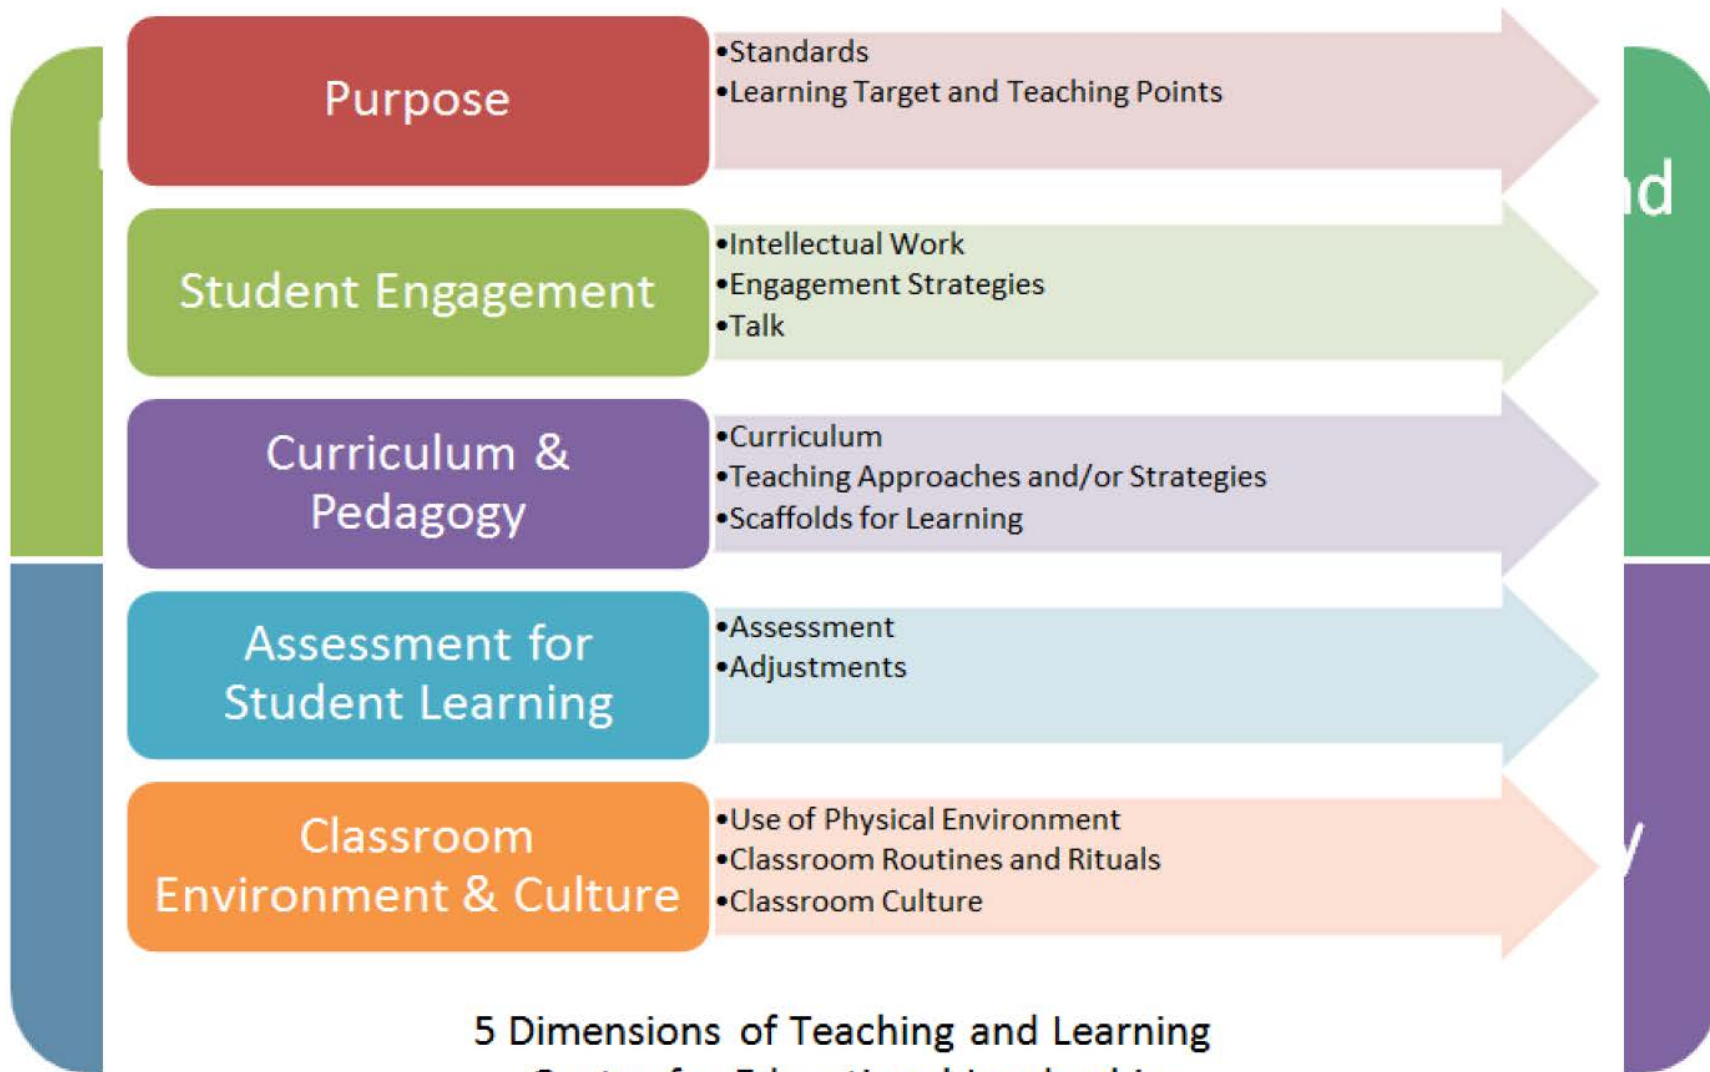 Purpose
•Standards
•Learning Target and Teaching Points
Student Engagement
•Intellectual Work
•Engagement Strategies
•Talk
Curriculum &
Pedagogy
•Curriculum
•Teaching Approaches and/or Strategies
•Scaffolds for Learning
Assessment for
Student Learning
•Assessment
•Adjustments
Classroom
Environment & Culture
•Use of Physical Environment
•Classroom Routines and Rituals
•Classroom Culture
5 Dimensions of Teaching and Learning